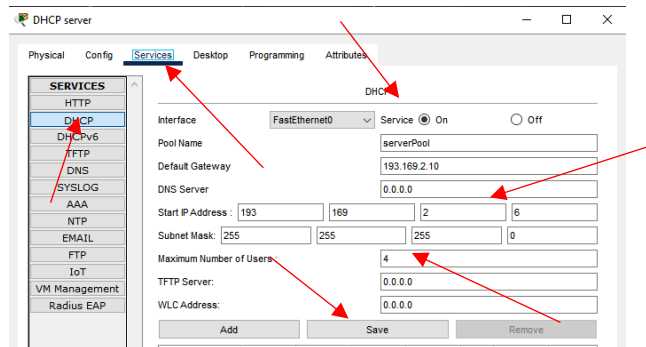 DHCP server
Physical Config Services Desktop Programming Attributes
SERVICES
HTTP
DHCP
DHCPv6
TFTP
DNS
SYSLOG
AAA
NTP
EMAIL
FTP
IoT
VM Management
Radius EAP
DHCP
Interface FastEthernet0 Service On Off
Pool Name serverPool
Default Gateway 193.169.2.10
DNS Server 0.0.0.0
Start IP Address : 193 169 2 6
Subnet Mask: 255 255 255 0
Maximum Number of Users : 4
TFTP Server: 0.0.0.0
WLC Address: 0.0.0.0
Add Save Remove